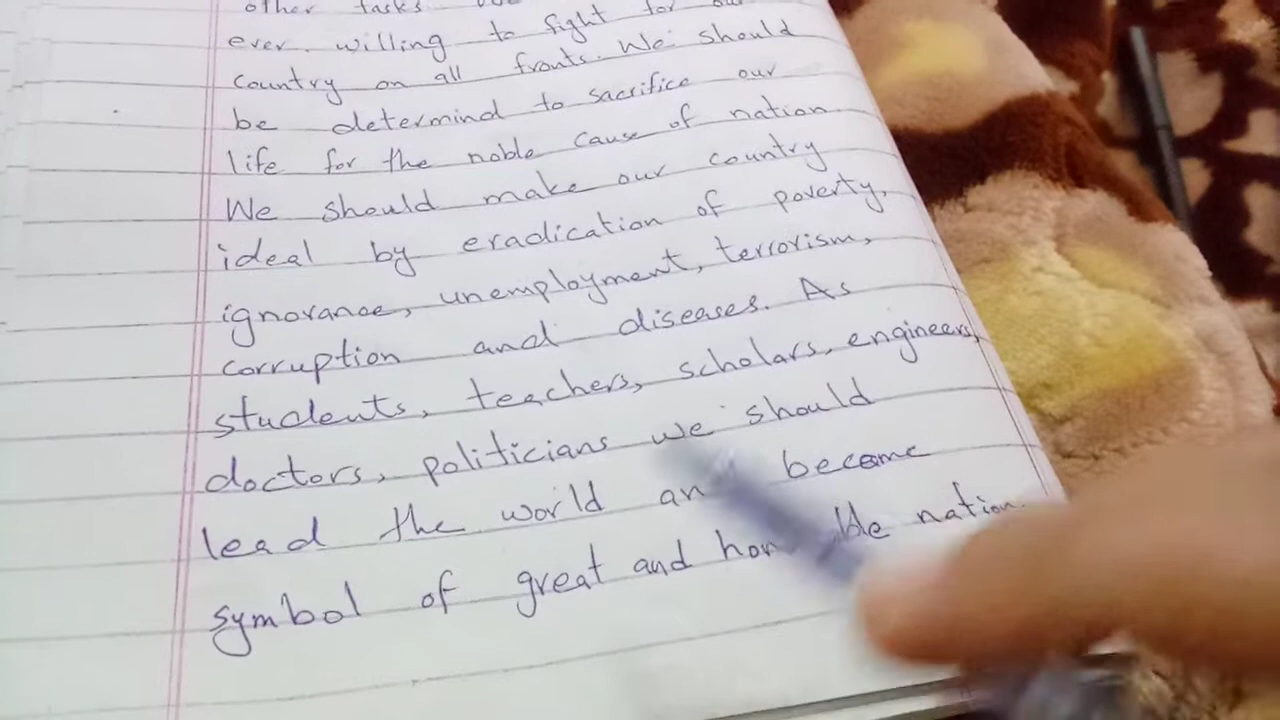 other tasks
ever. willing to fight for our
country on all fronts. We should
be determind to sacrifice our
life for the noble cause of nation
We should make our country
ideal by eradication of poverty,
ignorance, unemployment, terrorism,
corruption and diseases. As
students, teachers, scholars, engineers,
doctors, politicians we should
lead the world and become
symbol of great and nation.